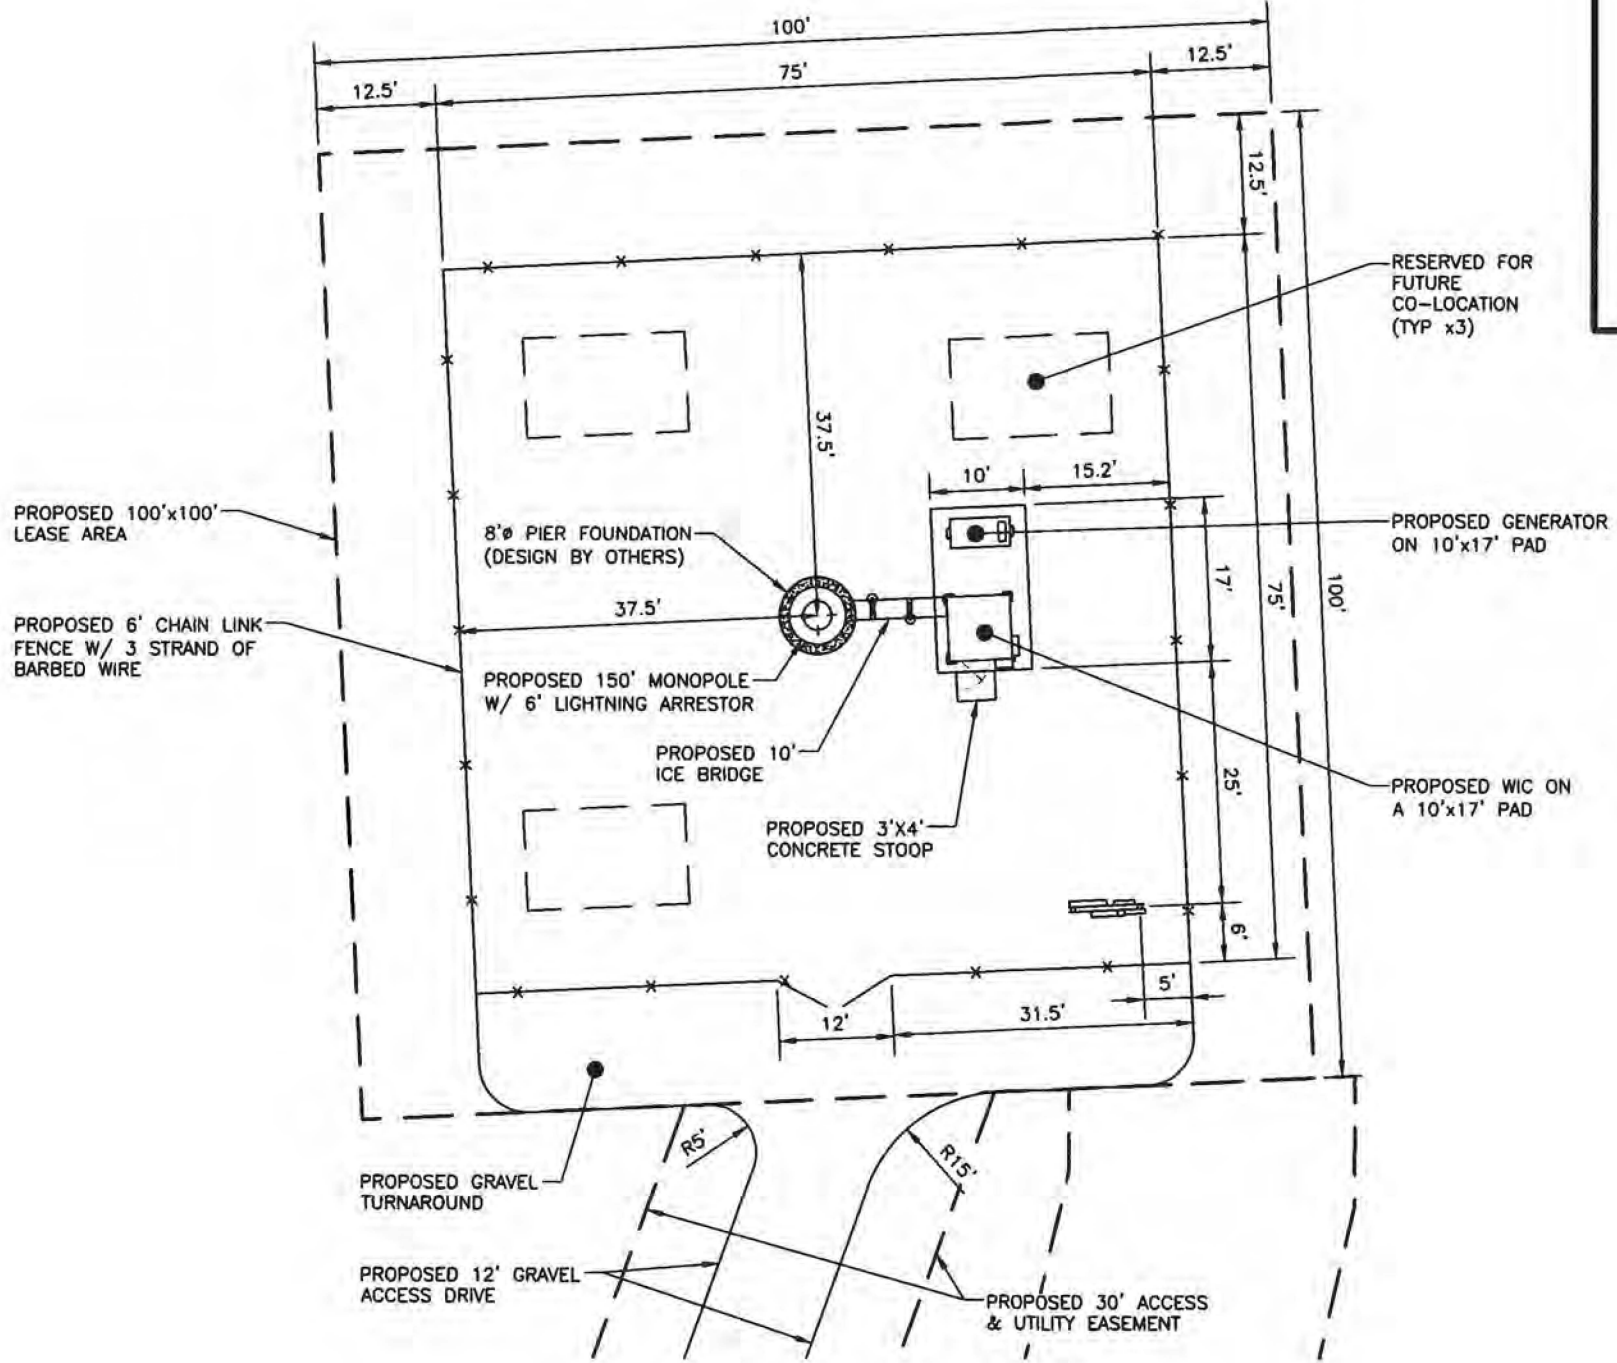 100'
12.5'
75'
12.5'
12.5'
RESERVED FOR
FUTURE
CO-LOCATION
(TYP x3)
37.5'
10'
15.2'
PROPOSED 100'x100'
LEASE AREA
8'ø PIER FOUNDATION
(DESIGN BY OTHERS)
PROPOSED GENERATOR
ON 10'x17' PAD
17'
75'
100'
37.5'
PROPOSED 6' CHAIN LINK
FENCE W/ 3 STRAND OF
BARBED WIRE
PROPOSED 150' MONOPOLE
W/ 6' LIGHTNING ARRESTOR
PROPOSED 10'
ICE BRIDGE
25'
PROPOSED WIC ON
A 10'x17' PAD
PROPOSED 3'X4'
CONCRETE STOOP
6'
5'
12'
31.5'
R5'
R15'
PROPOSED GRAVEL
TURNAROUND
PROPOSED 12' GRAVEL
ACCESS DRIVE
PROPOSED 30' ACCESS
& UTILITY EASEMENT